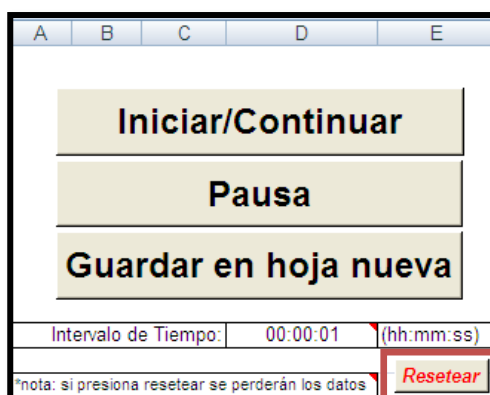 A B C D E
Iniciar/Continuar
Pausa
Guardar en hoja nueva
Intervalo de Tiempo: 00:00:01 (hh:mm:ss)
*nota: si presiona resetear se perderán los datos Resetear